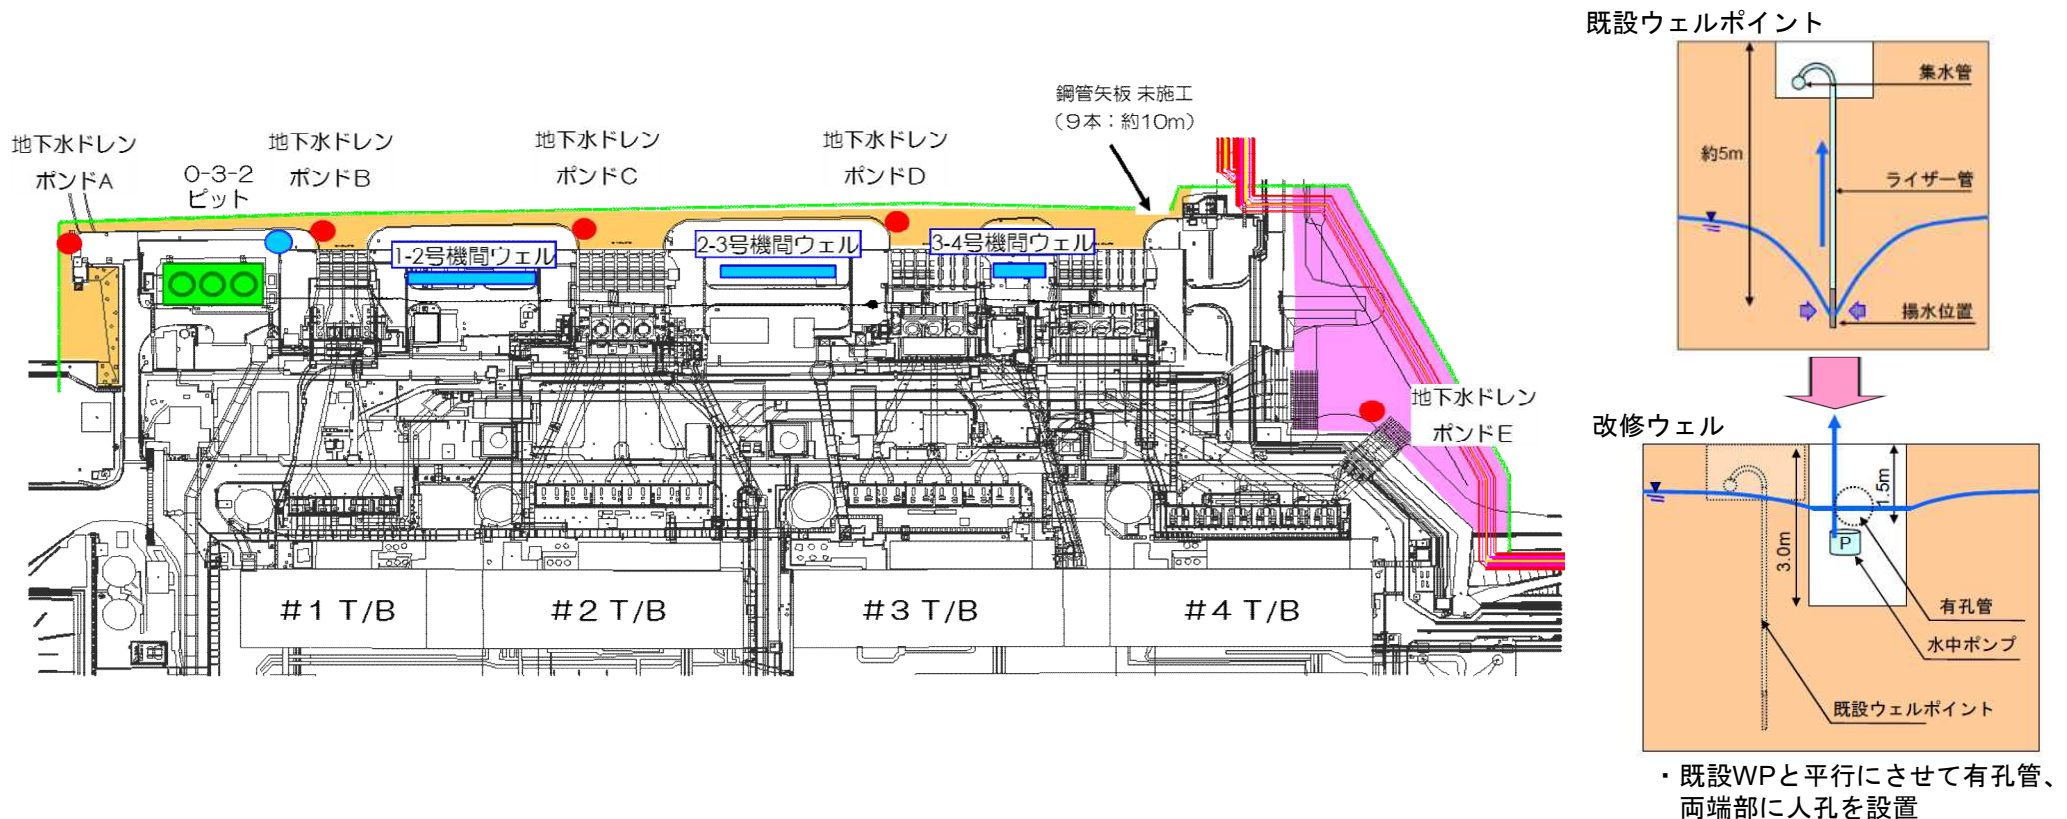 既設ウェルポイント
集水管
約5m
ライザー管
揚水位置
鋼管矢板 未施工
(9本:約10m)
地下水ドレン
ポンドA
0-3-2
ピット
地下水ドレン
ポンドB
地下水ドレン
ポンドC
地下水ドレン
ポンドD
1-2号機間ウェル
2-3号機間ウェル
3-4号機間ウェル
地下水ドレン
ポンドE
#1 T/B
#2 T/B
#3 T/B
#4 T/B
改修ウェル
1.5m
3.0m
P
有孔管
水中ポンプ
既設ウェルポイント
・既設WPと平行にさせて有孔管、
両端部に人孔を設置